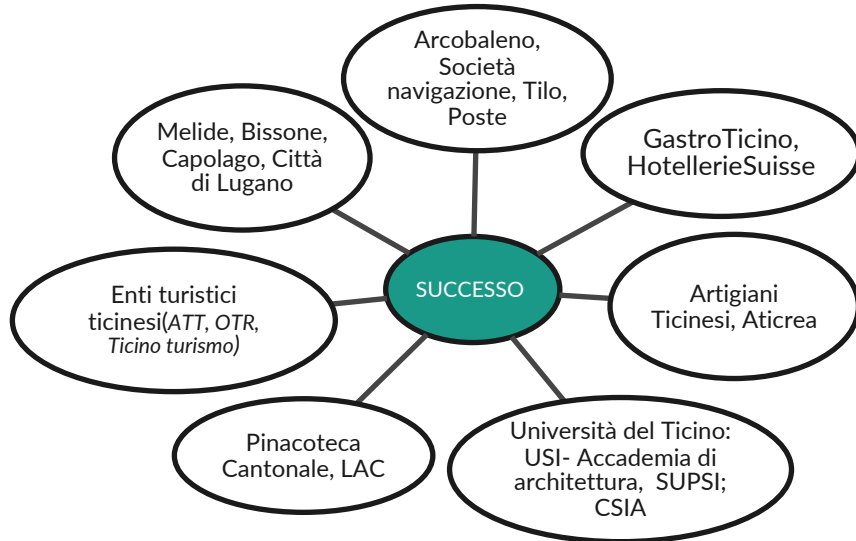 Arcobaleno,
Società
navigazione, Tilo,
Poste
Melide, Bissone,
Capolago, Città
di Lugano
GastroTicino,
HotellerieSuisse
SUCCESSO
Enti turistici
ticinesi(ATT, OTR,
Ticino turismo)
Artigiani
Ticinesi, Aticrea
Pinacoteca
Cantonale, LAC
Università del Ticino:
USI- Accademia di
architettura, SUPSI;
CSIA